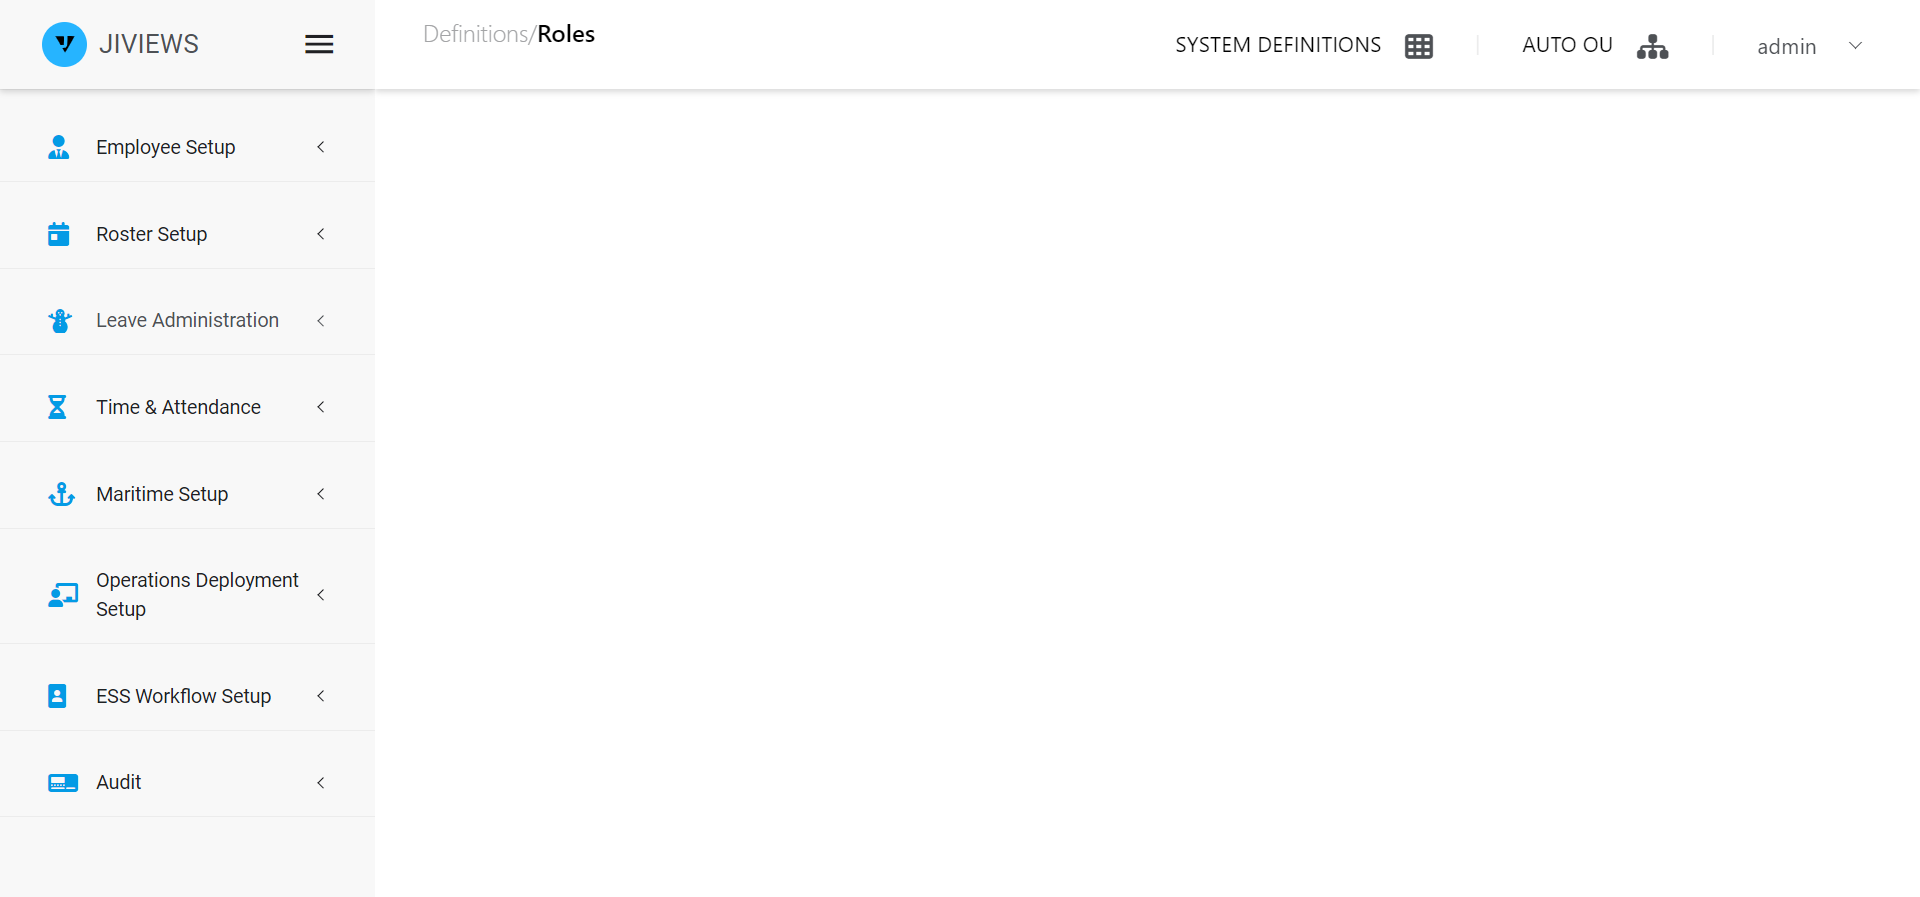 JIVIEWS
Definitions/Roles
SYSTEM DEFINITIONS
AUTO OU
admin
Employee Setup
Roster Setup
Leave Administration
Time & Attendance
Maritime Setup
Operations Deployment
Setup
ESS Workflow Setup
Audit